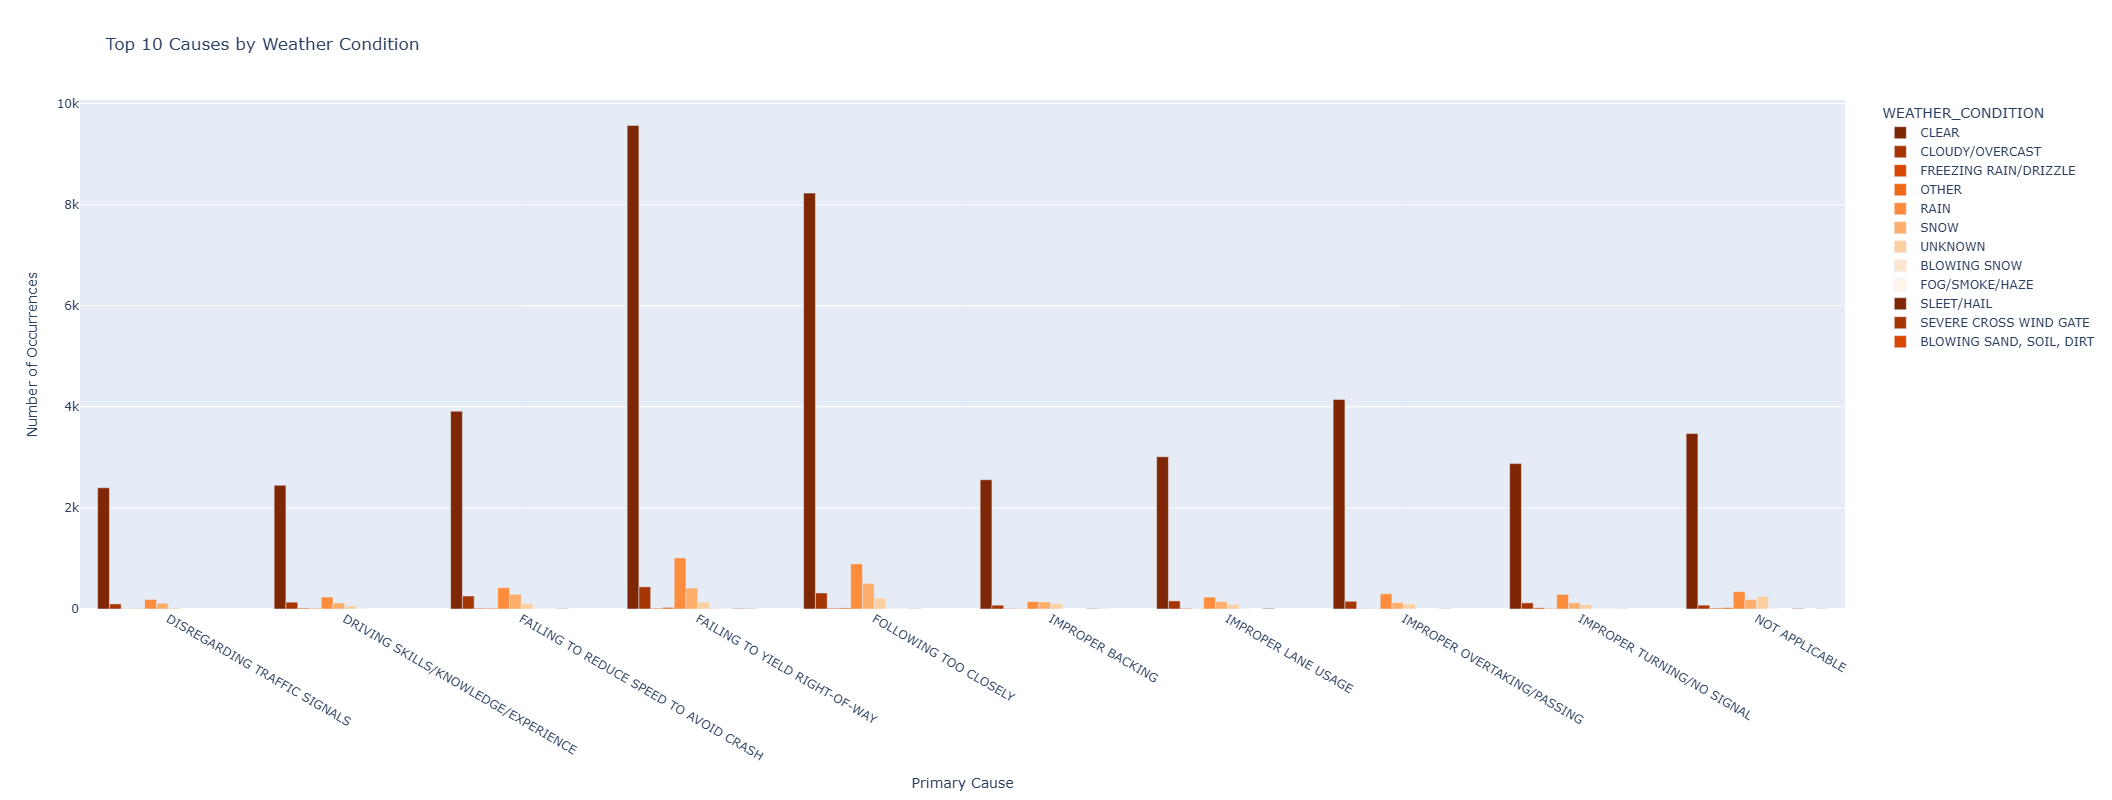 Top 10 Causes by Weather Condition
10k
8k
6k
4k
2k
0
Number of Occurrences
DISREGARDING TRAFFIC SIGNALS
DRIVING SKILLS/KNOWLEDGE/EXPERIENCE
FAILING TO REDUCE SPEED TO AVOID CRASH
FAILING TO YIELD RIGHT-OF-WAY
FOLLOWING TOO CLOSELY
IMPROPER BACKING
IMPROPER LANE USAGE
IMPROPER OVERTAKING/PASSING
IMPROPER TURNING/NO SIGNAL
NOT APPLICABLE
Primary Cause
WEATHER_CONDITION
CLEAR
CLOUDY/OVERCAST
FREEZING RAIN/DRIZZLE
OTHER
RAIN
SNOW
UNKNOWN
BLOWING SNOW
FOG/SMOKE/HAZE
SLEET/HAIL
SEVERE CROSS WIND GATE
BLOWING SAND, SOIL, DIRT